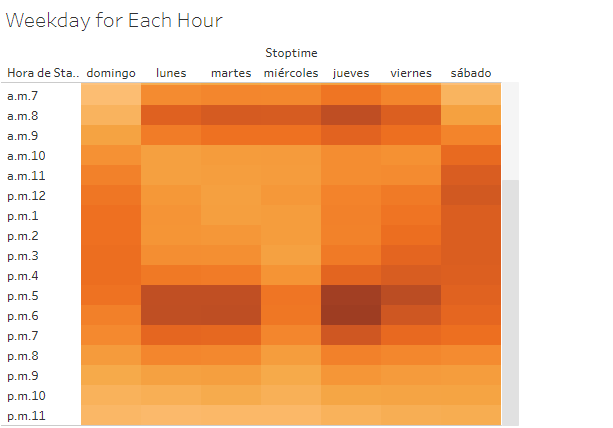 Weekday for Each Hour
Stoptime
Hora de Sta.. domingo lunes martes miércoles jueves viernes sábado
a.m.7
a.m.8
a.m.9
a.m.10
a.m.11
p.m.12
p.m.1
p.m.2
p.m.3
p.m.4
p.m.5
p.m.6
p.m.7
p.m.8
p.m.9
p.m.10
p.m.11